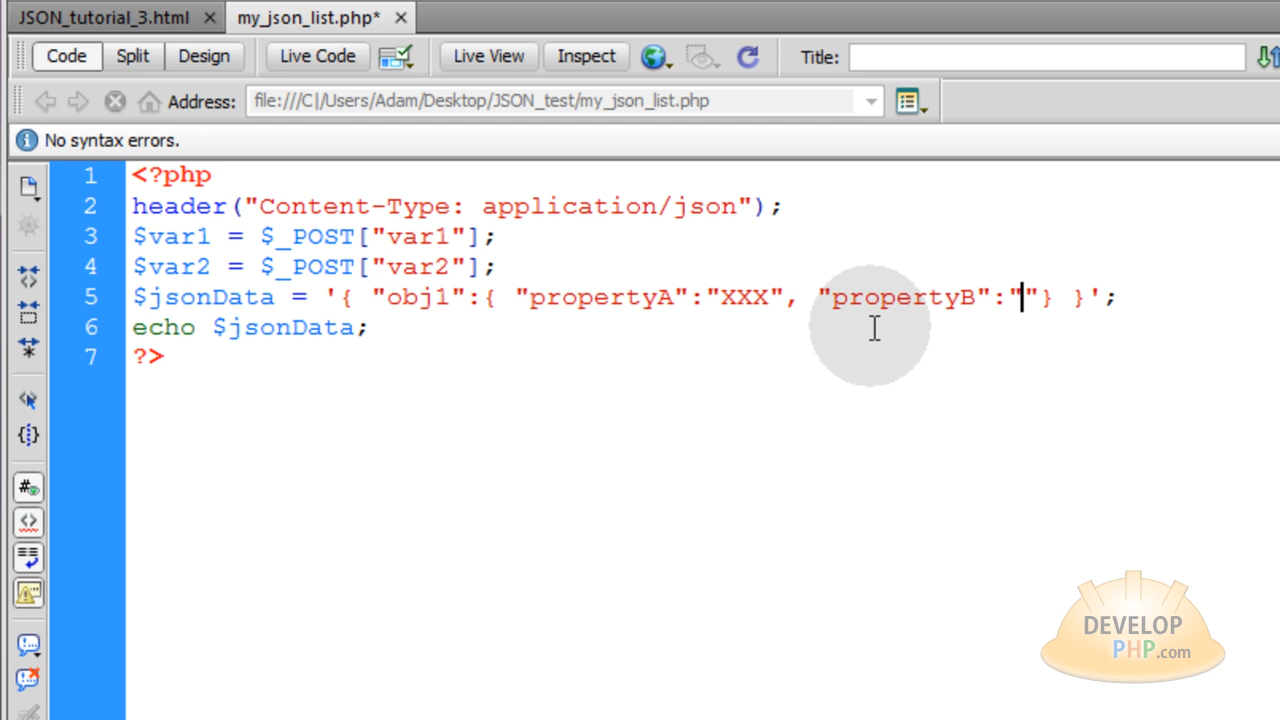 JSON_tutorial_3.html
my_json_list.php*
Code Split Design Live Code Live View Inspect Title:
Address: file:///C|/Users/Adam/Desktop/JSON_test/my_json_list.php
No syntax errors.
1 <?php
2 header("Content-Type: application/json");
3 $var1 = $_POST["var1"];
4 $var2 = $_POST["var2"];
5 $jsonData = '{ "obj1":{ "propertyA":"XXX", "propertyB":""} }';
6 echo $jsonData;
7 ?>
DEVELOP
PHP.com